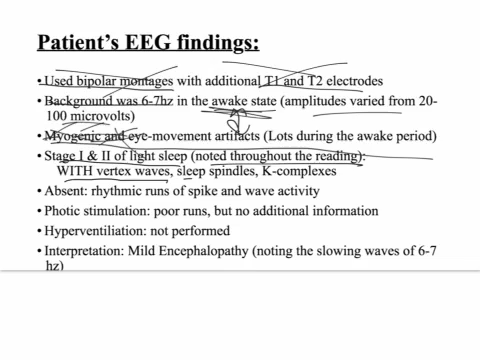 Patient's EEG findings:
• Used bipolar montages with additional T1 and T2 electrodes
• Background was 6-7hz in the awake state (amplitudes varied from 20-
100 microvolts)
• Myogenic and eye-movement artifacts (Lots during the awake period)
• Stage I & II of light sleep (noted throughout the reading):
WITH vertex waves, sleep spindles, K-complexes
• Absent: rhythmic runs of spike and wave activity
• Photic stimulation: poor runs, but no additional information
• Hyperventiliation: not performed
• Interpretation: Mild Encephalopathy (noting the slowing waves of 6-7
hz)